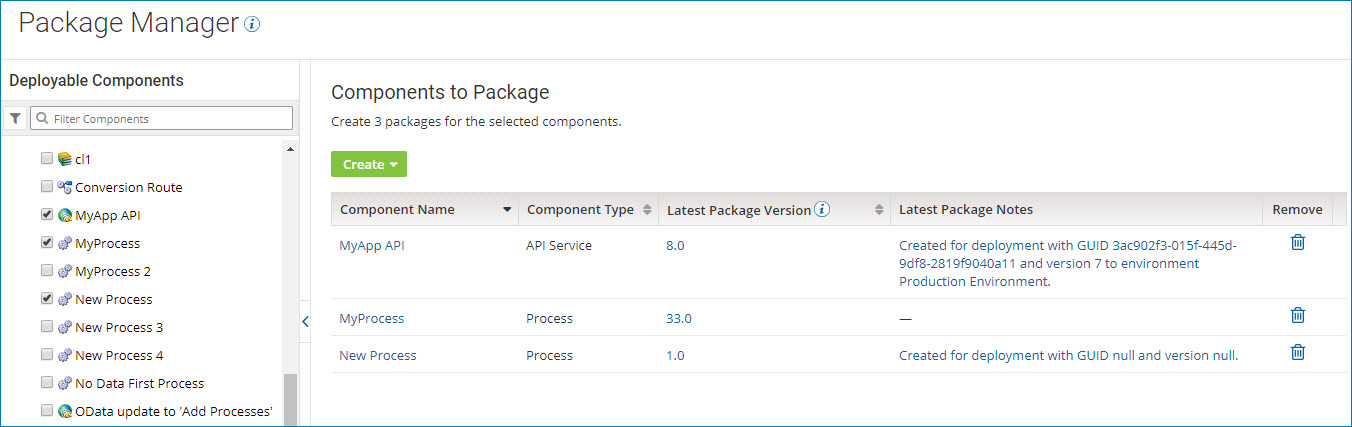 Package Manager
Deployable Components
Filter Components
cl1
Conversion Route
MyApp API
MyProcess
MyProcess 2
New Process
New Process 3
New Process 4
No Data First Process
OData update to 'Add Processes'
Components to Package
Create 3 packages for the selected components.
Create
Component Name Component Type Latest Package Version Latest Package Notes Remove
MyApp API API Service 8.0 Created for deployment with GUID 3ac902f3-015f-445d-
9df8-2819f9040a11 and version 7 to environment
Production Environment.
MyProcess Process 33.0 —
New Process Process 1.0 Created for deployment with GUID null and version null.